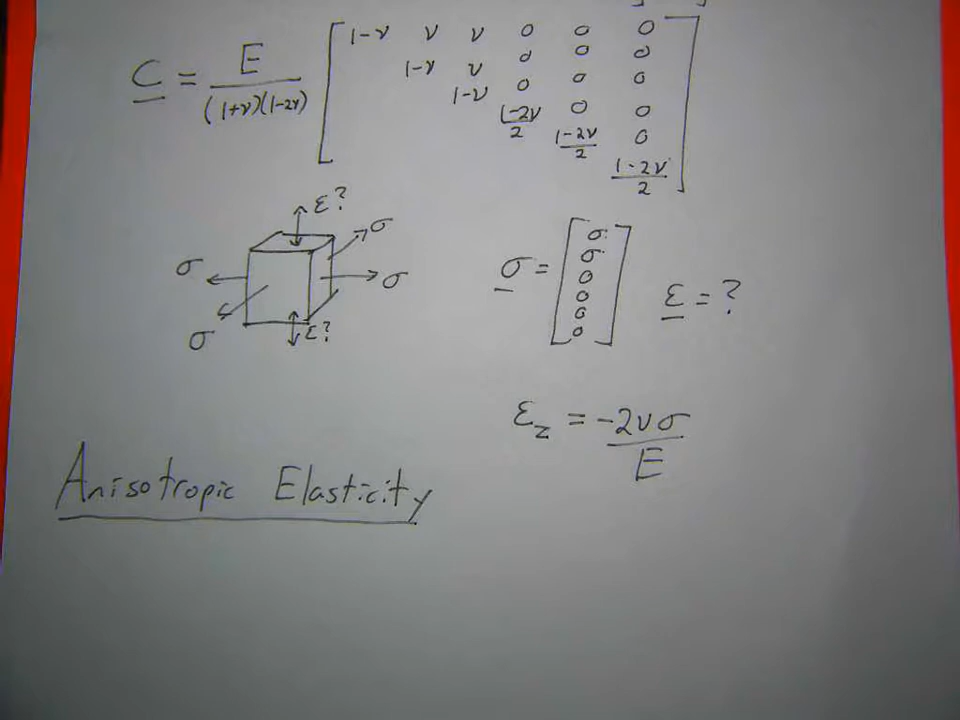 C = E / (1+ν)(1-2ν) [ 1-ν ν ν 0 0 0
1-ν ν 0 0 0
1-ν 0 0 0
1-2ν/2 0 0
1-2ν/2 0
1-2ν/2 ]
ε?
σ
σ
σ
σ
ε?
σ = [ σ σ 0 0 0 0 ]
ε = ?
ε_z = -2νσ / E
Anisotropic Elasticity